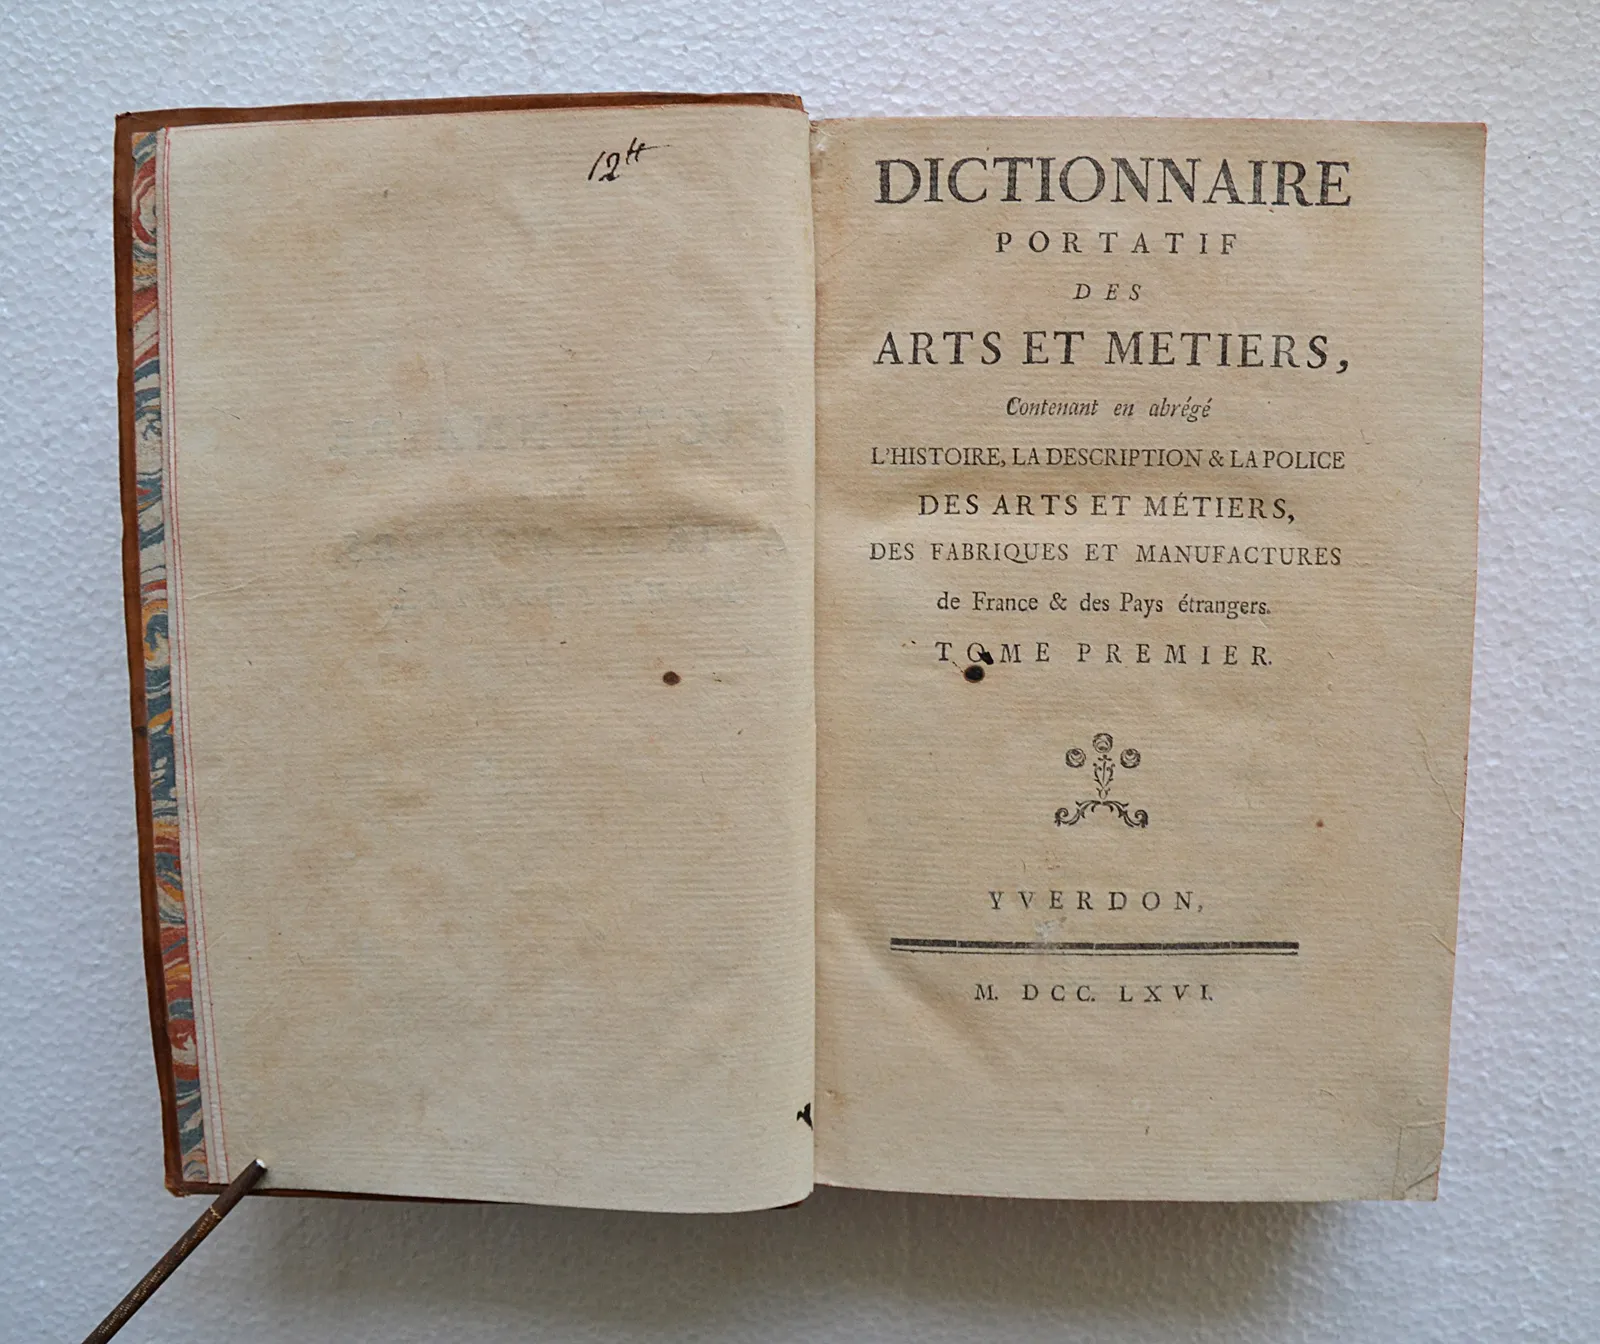 12tt
DICTIONNAIRE
PORTATIF
DES
ARTS ET METIERS,
Contenant en abrégé
L'HISTOIRE, LA DESCRIPTION & LA POLICE
DES ARTS ET MÉTIERS,
DES FABRIQUES ET MANUFACTURES
de France & des Pays étrangers.
TOME PREMIER.
YVERDON,
M. DCC. LXVI.